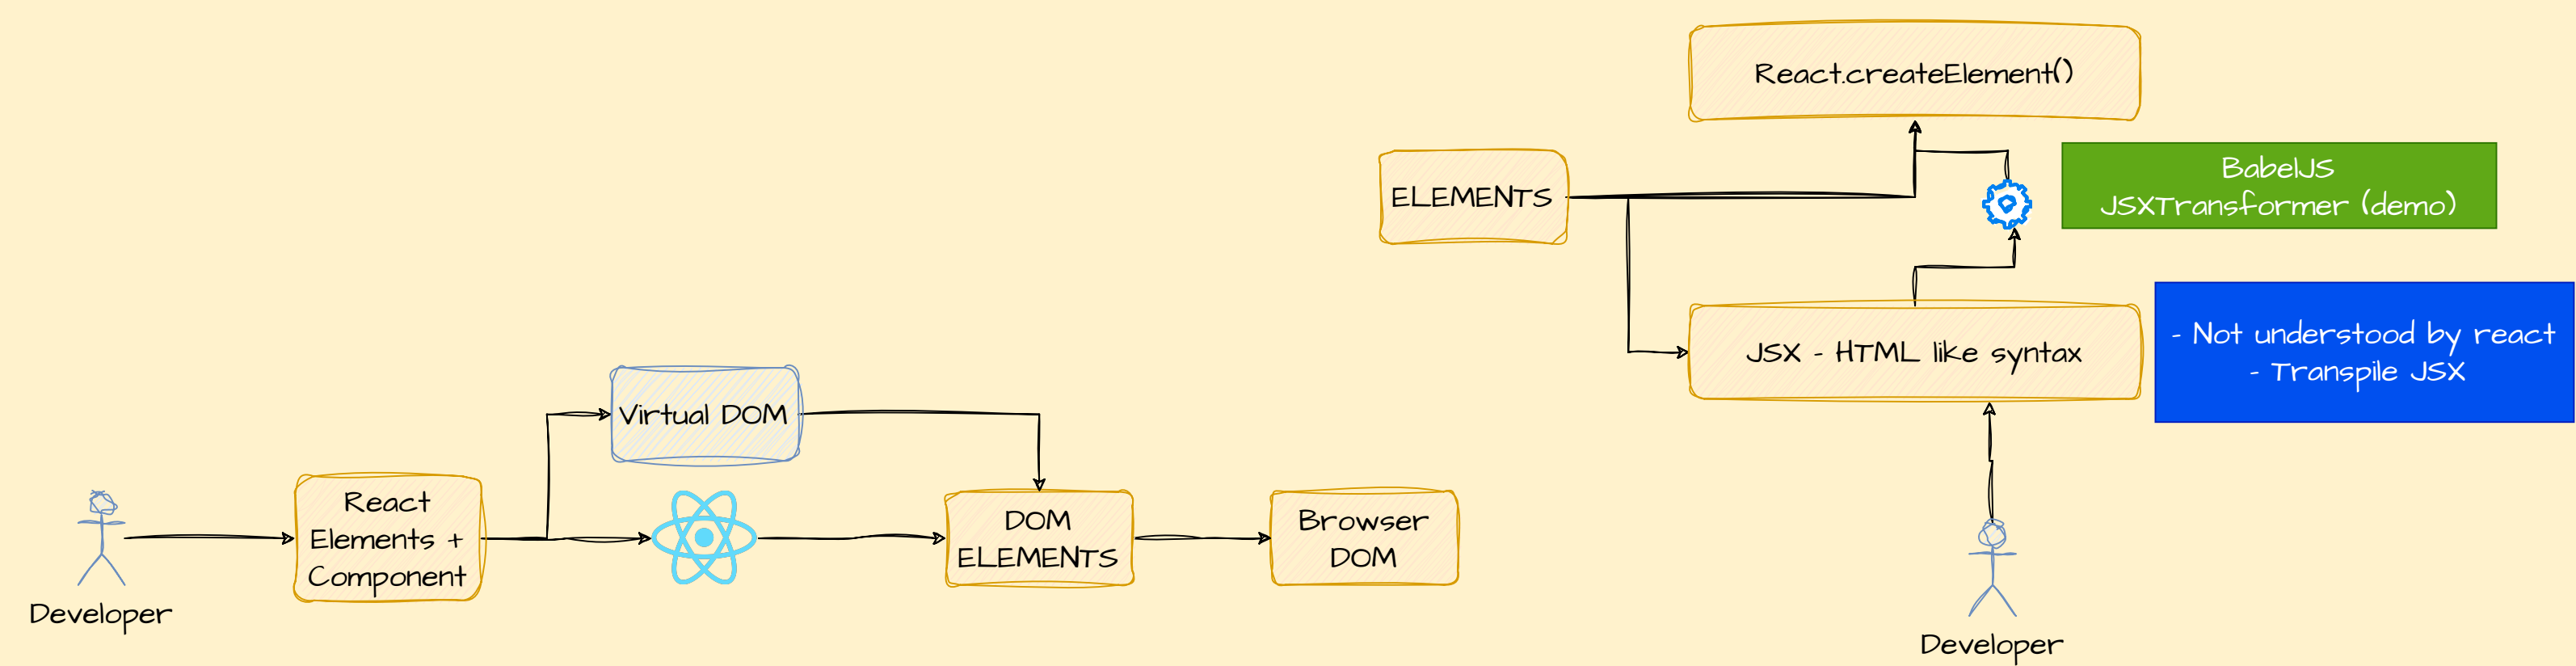 React.createElement()
ELEMENTS
BabelJS
JSXTransformer (demo)
JSX - HTML like syntax
- Not understood by react
- Transpile JSX
Virtual DOM
React
Elements +
Component
DOM
ELEMENTS
Browser
DOM
Developer
Developer